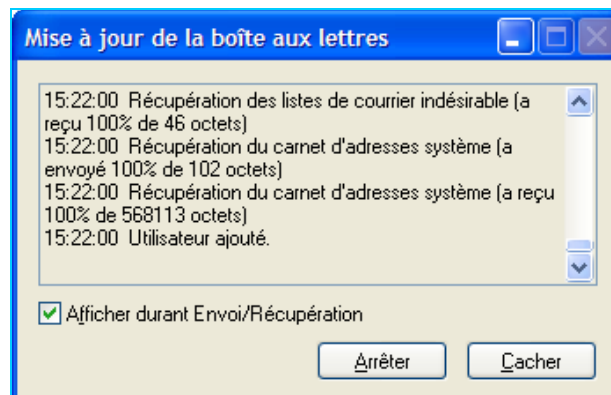 Mise à jour de la boîte aux lettres
15:22:00 Récupération des listes de courrier indésirable (a
reçu 100% de 46 octets)
15:22:00 Récupération du carnet d'adresses système (a
envoyé 100% de 102 octets)
15:22:00 Récupération du carnet d'adresses système (a reçu
100% de 568113 octets)
15:22:00 Utilisateur ajouté.
Afficher durant Envoi/Récupération
Arrêter
Cacher